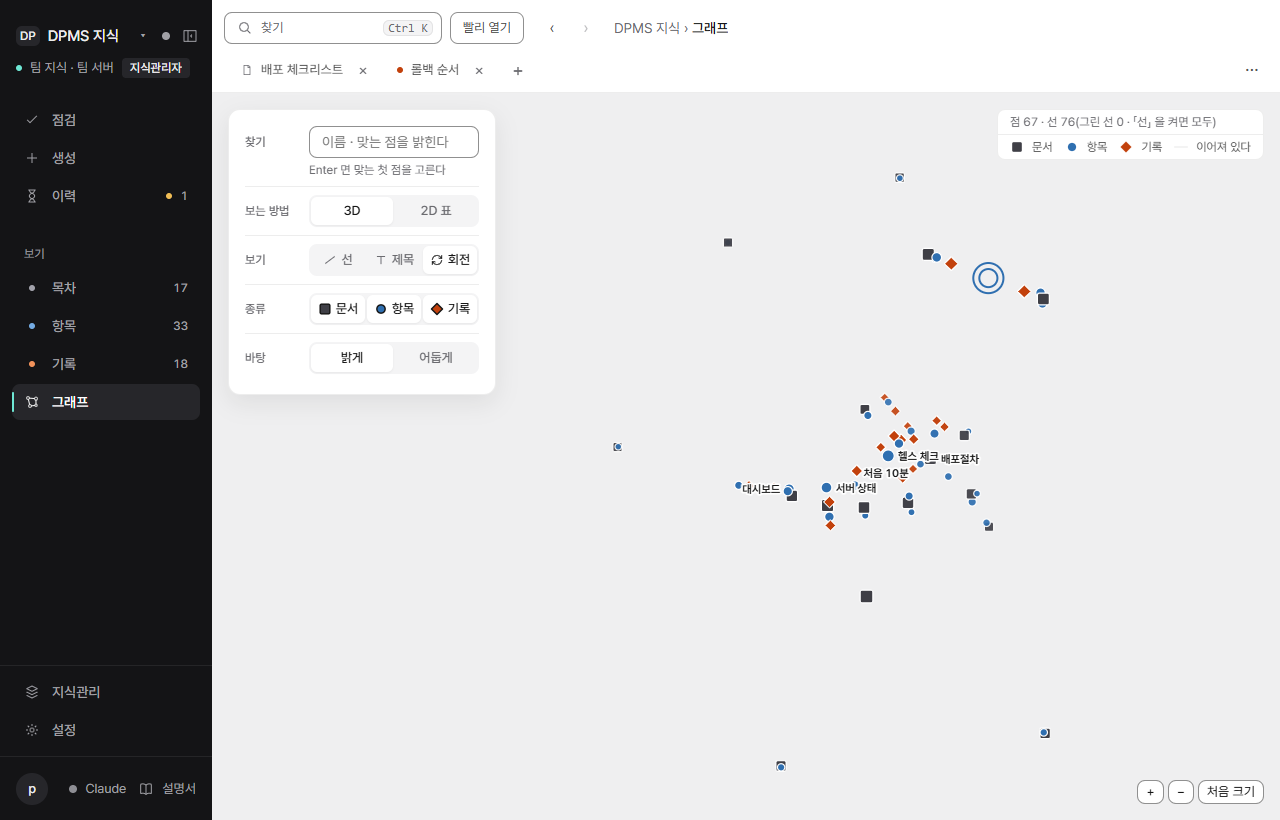 DP DPMS 지식
팀 지식 · 팀 서버 지식관리자
점검
생성
이력 1
보기
목차 17
항목 33
기록 18
그래프
지식관리
설정
p Claude 설명서
찾기 Ctrl K 빨리 열기 ‹ › DPMS 지식 › 그래프
배포 체크리스트 × 롤백 순서 × + ···
찾기 이름 · 맞는 점을 밝힌다
Enter 면 맞는 첫 점을 고른다
보는 방법 3D 2D 표
보기 선 제목 회전
종류 문서 항목 기록
바탕 밝게 어둡게
점 67 · 선 76(그린 선 0 · 「선」 을 켜면 모두)
문서 항목 기록 이어져 있다
헬스 체크 배포절차
처음 10분
대시보드 서버 상태
+ − 처음 크기